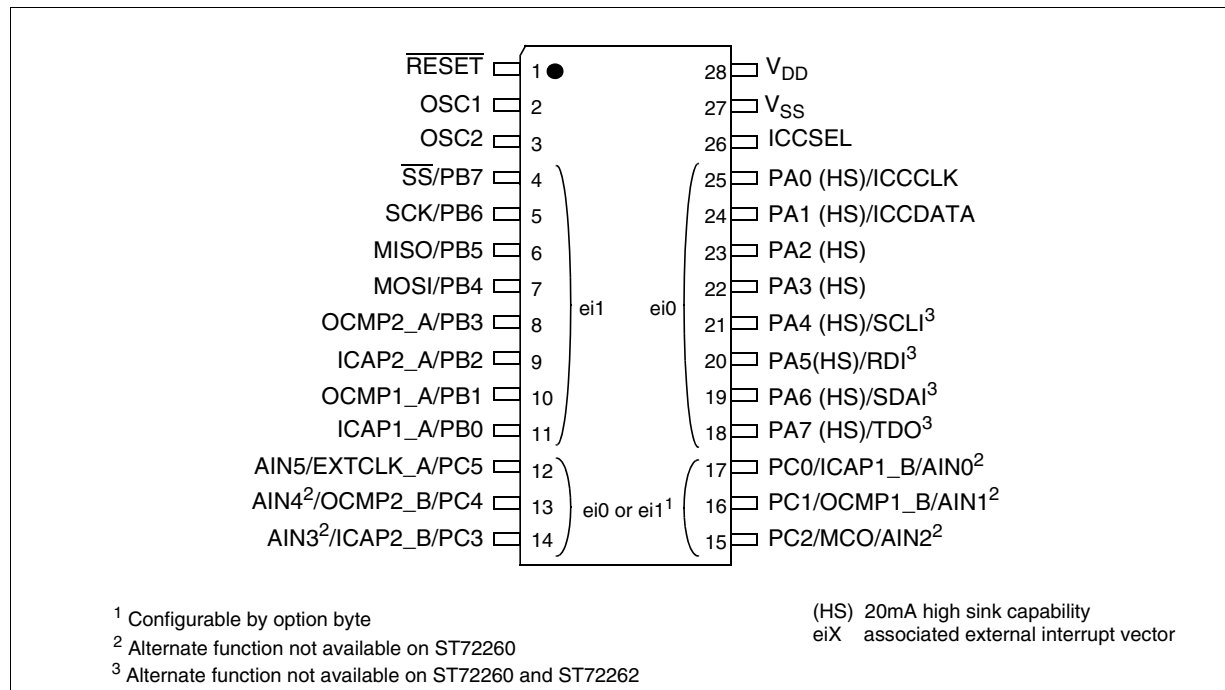 RESET 1 28 VDD
OSC1 2 27 VSS
OSC2 3 26 ICCSEL
SS/PB7 4 25 PA0 (HS)/ICCCLK
SCK/PB6 5 24 PA1 (HS)/ICCDATA
MISO/PB5 6 23 PA2 (HS)
MOSI/PB4 7 22 PA3 (HS)
ei1 ei0
OCMP2_A/PB3 8 21 PA4 (HS)/SCLI3
ICAP2_A/PB2 9 20 PA5(HS)/RDI3
OCMP1_A/PB1 10 19 PA6 (HS)/SDAI3
ICAP1_A/PB0 11 18 PA7 (HS)/TDO3
AIN5/EXTCLK_A/PC5 12 17 PC0/ICAP1_B/AIN02
AIN42/OCMP2_B/PC4 13 ei0 or ei11 16 PC1/OCMP1_B/AIN12
AIN32/ICAP2_B/PC3 14 15 PC2/MCO/AIN22
1 Configurable by option byte
2 Alternate function not available on ST72260
3 Alternate function not available on ST72260 and ST72262
(HS) 20mA high sink capability
eiX associated external interrupt vector